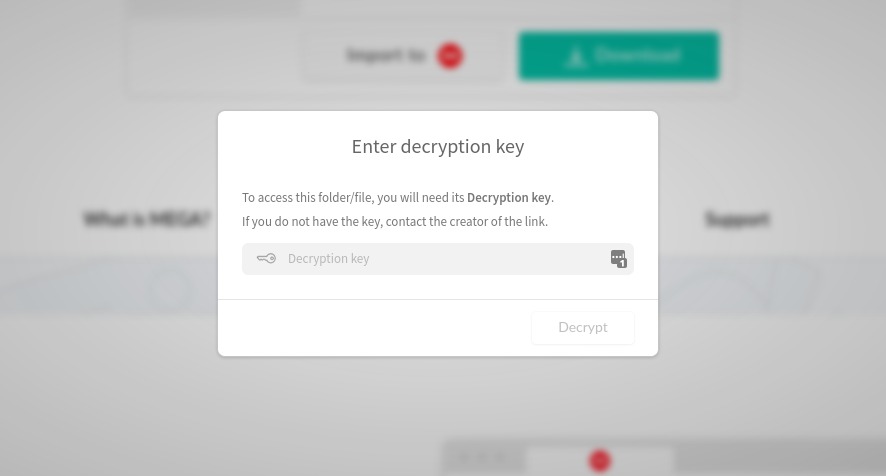 Import to
Download
Enter decryption key
To access this folder/file, you will need its Decryption key.
If you do not have the key, contact the creator of the link.
What is MEGA?
Support
Decryption key
1
Decrypt